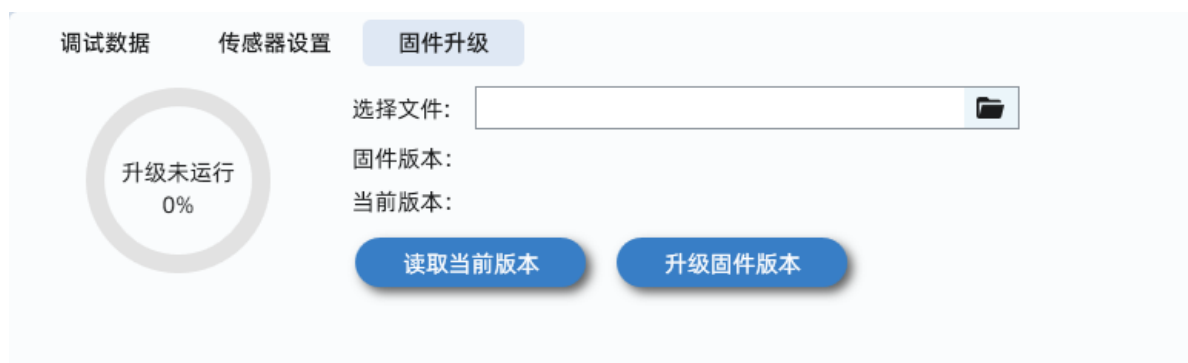 调试数据 传感器设置 固件升级
选择文件:
升级未运行
0%
固件版本:
当前版本:
读取当前版本 升级固件版本